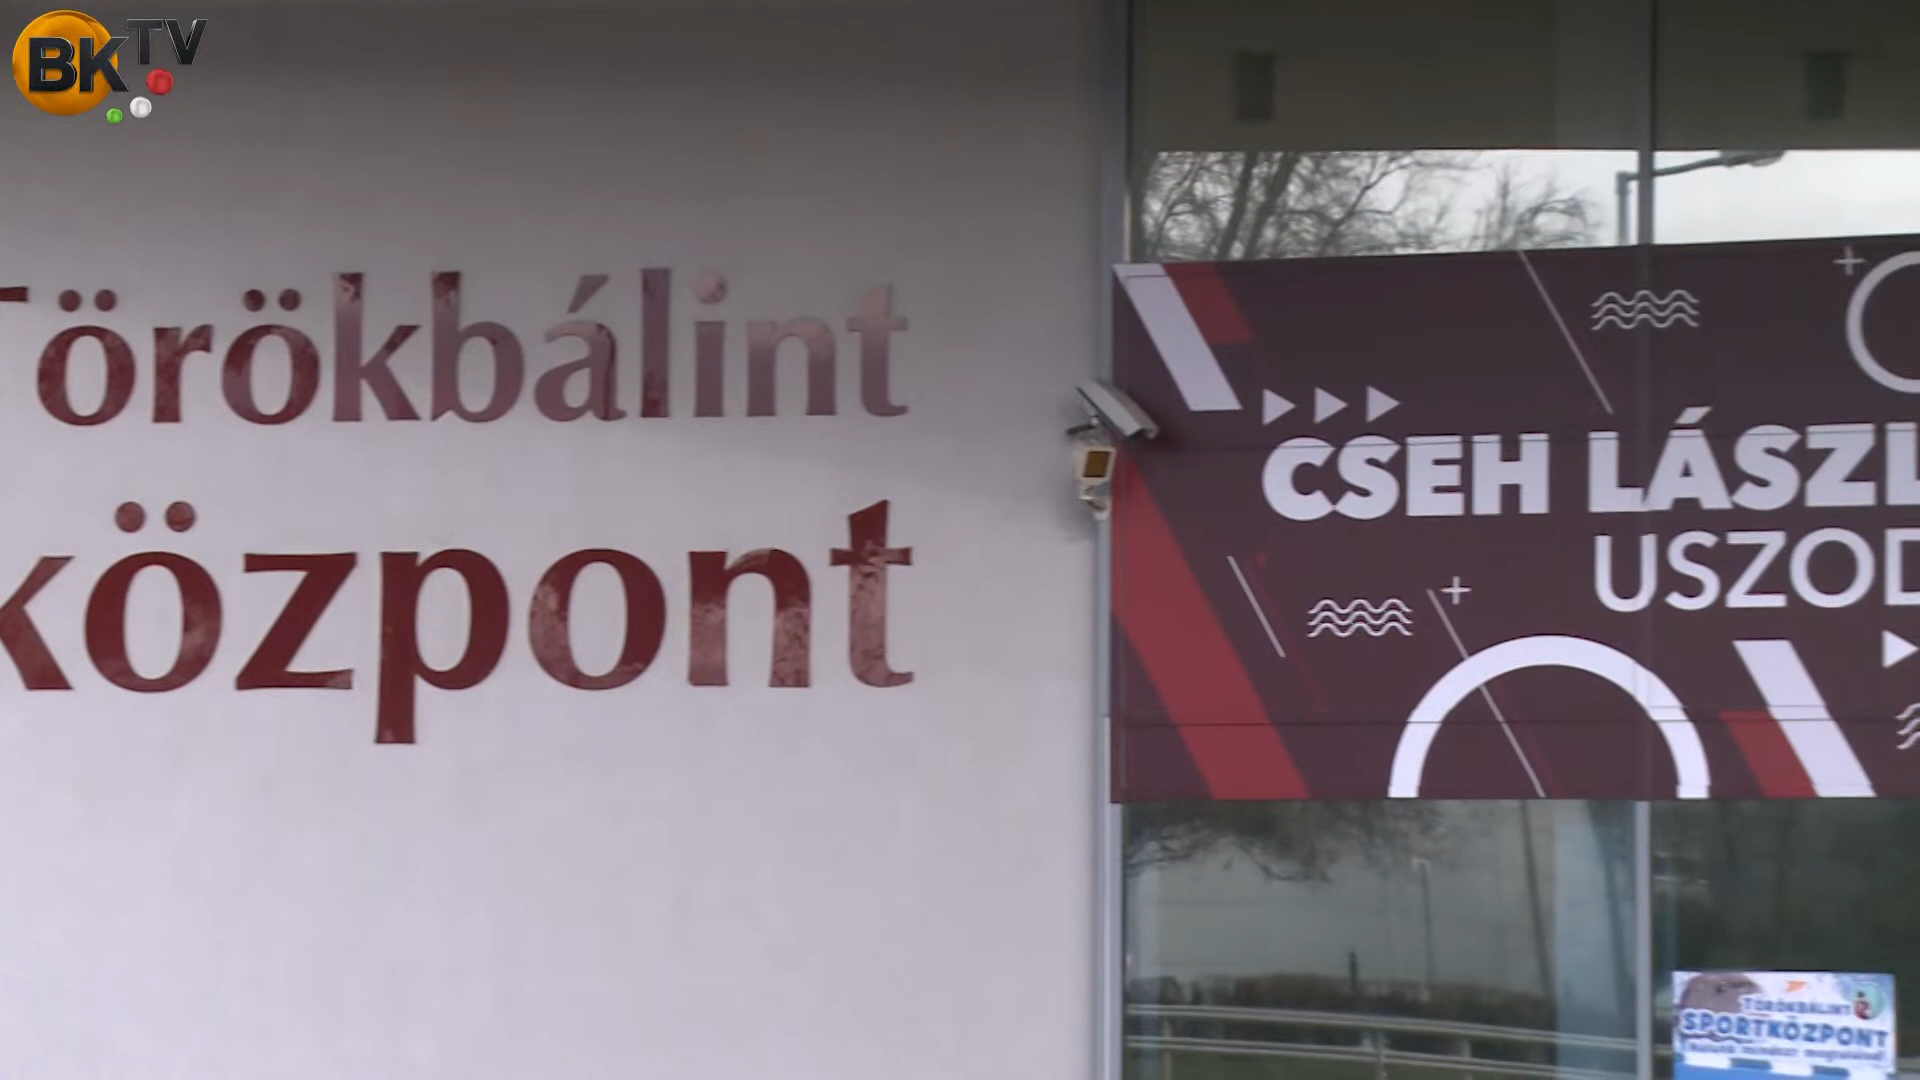 BKTV
Törökbálint
központ
CSEH LÁSZL
USZOD
TÖRÖKBÁLINT
SPORTKÖZPONT